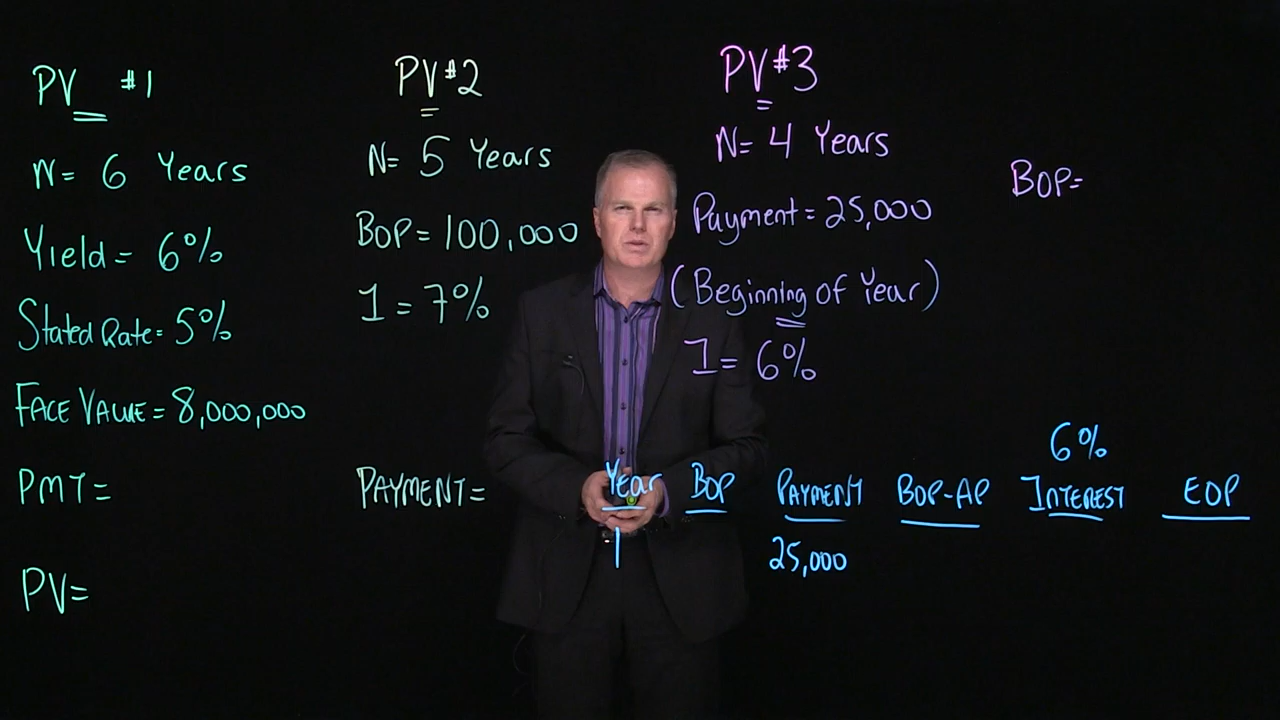 PV #1
N= 6 Years
Yield= 6%
Stated Rate= 5%
FACE VALUE= 8,000,000
PMT=
PV=
PV#2
N= 5 Years
BOP= 100,000
I= 7%
PAYMENT=
PV#3
N= 4 Years
Payment= 25,000
(Beginning of Year)
I= 6%
BOP=
6%
Year BOP PAYMENT BOP-AP INTEREST EOP
1 25,000